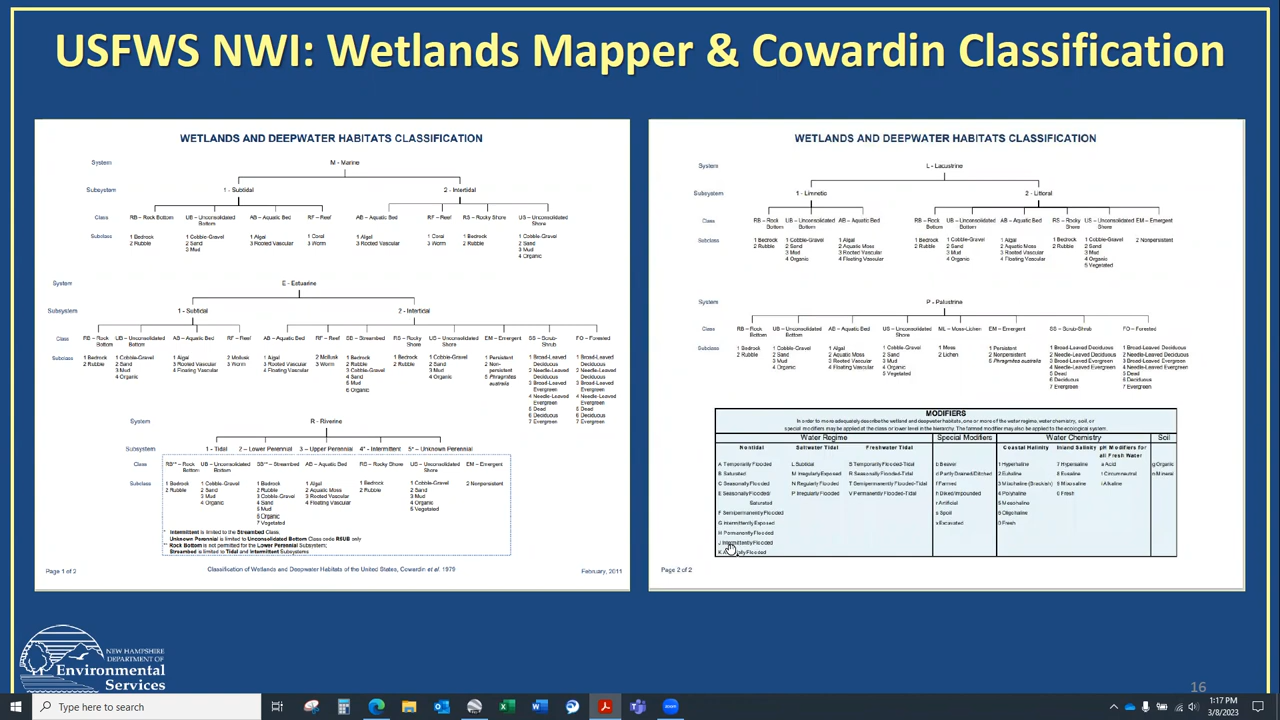 USFWS NWI: Wetlands Mapper & Cowardin Classification
WETLANDS AND DEEPWATER HABITATS CLASSIFICATION
System
M - Marine
Subsystem
1 - Subtidal
2 - Intertidal
Class
RB – Rock Bottom
UB – Unconsolidated Bottom
AB – Aquatic Bed
RF – Reef
AB – Aquatic Bed
RF – Reef
RS – Rocky Shore
US – Unconsolidated Shore
Subclass
1 Bedrock
2 Rubble
1 Cobble-Gravel
2 Sand
3 Mud
4 Organic
1 Algal
3 Rooted Vascular
1 Coral
3 Worm
1 Algal
3 Rooted Vascular
1 Coral
3 Worm
1 Bedrock
2 Rubble
1 Cobble-Gravel
2 Sand
3 Mud
4 Organic
System
E - Estuarine
Subsystem
1 - Subtidal
2 - Intertidal
Class
RB – Rock Bottom
UB – Unconsolidated Bottom
AB – Aquatic Bed
RF – Reef
AB – Aquatic Bed
RF – Reef
SB – Streambed
RS – Rocky Shore
US – Unconsolidated Shore
EM – Emergent
SS – Scrub-Shrub
FO – Forested
Subclass
1 Bedrock
2 Rubble
1 Cobble-Gravel
2 Sand
3 Mud
4 Organic
1 Algal
3 Rooted Vascular
4 Floating Vascular
2 Mollusk
3 Worm
1 Algal
3 Rooted Vascular
4 Floating Vascular
2 Mollusk
3 Worm
1 Bedrock
2 Rubble
3 Cobble-Gravel
4 Sand
5 Mud
6 Organic
1 Bedrock
2 Rubble
1 Cobble-Gravel
2 Sand
3 Mud
4 Organic
1 Persistent
2 Non-persistent
5 Phragmites australis
1 Broad-Leaved Deciduous
2 Needle-Leaved Deciduous
3 Broad-Leaved Evergreen
4 Needle-Leaved Evergreen
5 Dead
6 Deciduous
7 Evergreen
1 Broad-Leaved Deciduous
2 Needle-Leaved Deciduous
3 Broad-Leaved Evergreen
4 Needle-Leaved Evergreen
5 Dead
6 Deciduous
7 Evergreen
System
R - Riverine
Subsystem
1 - Tidal
2 – Lower Perennial
3 – Upper Perennial
4* - Intermittent
5* – Unknown Perennial
Class
RB** – Rock Bottom
UB – Unconsolidated Bottom
SB** – Streambed
AB – Aquatic Bed
RS – Rocky Shore
US – Unconsolidated Shore
EM – Emergent
Subclass
1 Bedrock
2 Rubble
1 Cobble-Gravel
2 Sand
3 Mud
4 Organic
1 Bedrock
2 Rubble
3 Cobble-Gravel
4 Sand
5 Mud
6 Organic
7 Vegetated
1 Algal
2 Aquatic Moss
3 Rooted Vascular
4 Floating Vascular
1 Bedrock
2 Rubble
1 Cobble-Gravel
2 Sand
3 Mud
4 Organic
5 Vegetated
2 Nonpersistent
* Intermittent is limited to the Streambed Class;
Unknown Perennial is limited to Unconsolidated Bottom Class code R5UB only
** Rock Bottom is not permitted for the Lower Perennial Subsystem;
Streambed is limited to Tidal and Intermittent Subsystems
Page 1 of 2
Classification of Wetlands and Deepwater Habitats of the United States, Cowardin et al. 1979
February, 2011
WETLANDS AND DEEPWATER HABITATS CLASSIFICATION
System
L - Lacustrine
Subsystem
1 - Limnetic
2 - Littoral
Class
RB – Rock Bottom
UB – Unconsolidated Bottom
AB – Aquatic Bed
RB – Rock Bottom
UB – Unconsolidated Bottom
AB – Aquatic Bed
RS – Rocky Shore
US – Unconsolidated Shore
EM – Emergent
Subclass
1 Bedrock
2 Rubble
1 Cobble-Gravel
2 Sand
3 Mud
4 Organic
1 Algal
2 Aquatic Moss
3 Rooted Vascular
4 Floating Vascular
1 Bedrock
2 Rubble
1 Cobble-Gravel
2 Sand
3 Mud
4 Organic
1 Algal
2 Aquatic Moss
3 Rooted Vascular
4 Floating Vascular
1 Bedrock
2 Rubble
1 Cobble-Gravel
2 Sand
3 Mud
4 Organic
5 Vegetated
2 Nonpersistent
System
P - Palustrine
Class
RB – Rock Bottom
UB – Unconsolidated Bottom
AB – Aquatic Bed
US – Unconsolidated Shore
ML – Moss-Lichen
EM – Emergent
SS – Scrub-Shrub
FO – Forested
Subclass
1 Bedrock
2 Rubble
1 Cobble-Gravel
2 Sand
3 Mud
4 Organic
1 Algal
2 Aquatic Moss
3 Rooted Vascular
4 Floating Vascular
1 Cobble-Gravel
2 Sand
3 Mud
4 Organic
5 Vegetated
1 Moss
2 Lichen
1 Persistent
2 Nonpersistent
5 Phragmites australis
1 Broad-Leaved Deciduous
2 Needle-Leaved Deciduous
3 Broad-Leaved Evergreen
4 Needle-Leaved Evergreen
5 Dead
6 Deciduous
7 Evergreen
1 Broad-Leaved Deciduous
2 Needle-Leaved Deciduous
3 Broad-Leaved Evergreen
4 Needle-Leaved Evergreen
5 Dead
6 Deciduous
7 Evergreen
MODIFIERS
In order to more adequately describe the wetland and deepwater habitats, one or more of the water regime, water chemistry, soil, or
special modifiers may be applied at the class or lower level in the hierarchy. The farmed modifier may also be applied to the ecological system.
Water Regime
Special Modifiers
Water Chemistry
Soil
Nontidal
Saltwater Tidal
Freshwater Tidal
Coastal Halinity
Inland Salinity
pH Modifiers for all Fresh Water
A Temporarily Flooded
B Saturated
C Seasonally Flooded
E Seasonally Flooded/
Saturated
F Semipermanently Flooded
G Intermittently Exposed
H Permanently Flooded
J Intermittently Flooded
L Subtidal
M Irregularly Exposed
N Regularly Flooded
P Irregularly Flooded
S Temporarily Flooded-Tidal
R Seasonally Flooded-Tidal
T Semipermanently Flooded-Tidal
V Permanently Flooded-Tidal
b Beaver
d Partly Drained/Ditched
f Farmed
h Diked/Impounded
r Artificial
s Spoil
x Excavated
1 Hyperhaline
2 Euhaline
3 Mixohaline (Brackish)
4 Polyhaline
5 Mesohaline
6 Oligohaline
0 Fresh
7 Hypersaline
8 Eusaline
9 Mixosaline
0 Fresh
a Acid
t Circumneutral
i Alkaline
g Organic
n Mineral
Page 2 of 2
NEW HAMPSHIRE
DEPARTMENT OF
Environmental
Services
16
Type here to search
1:17 PM
3/8/2023